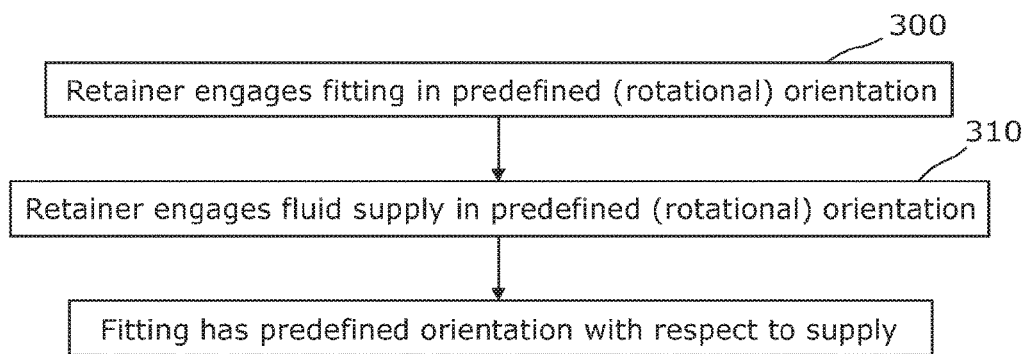 300
Retainer engages fitting in predefined (rotational) orientation
310
Retainer engages fluid supply in predefined (rotational) orientation
Fitting has predefined orientation with respect to supply